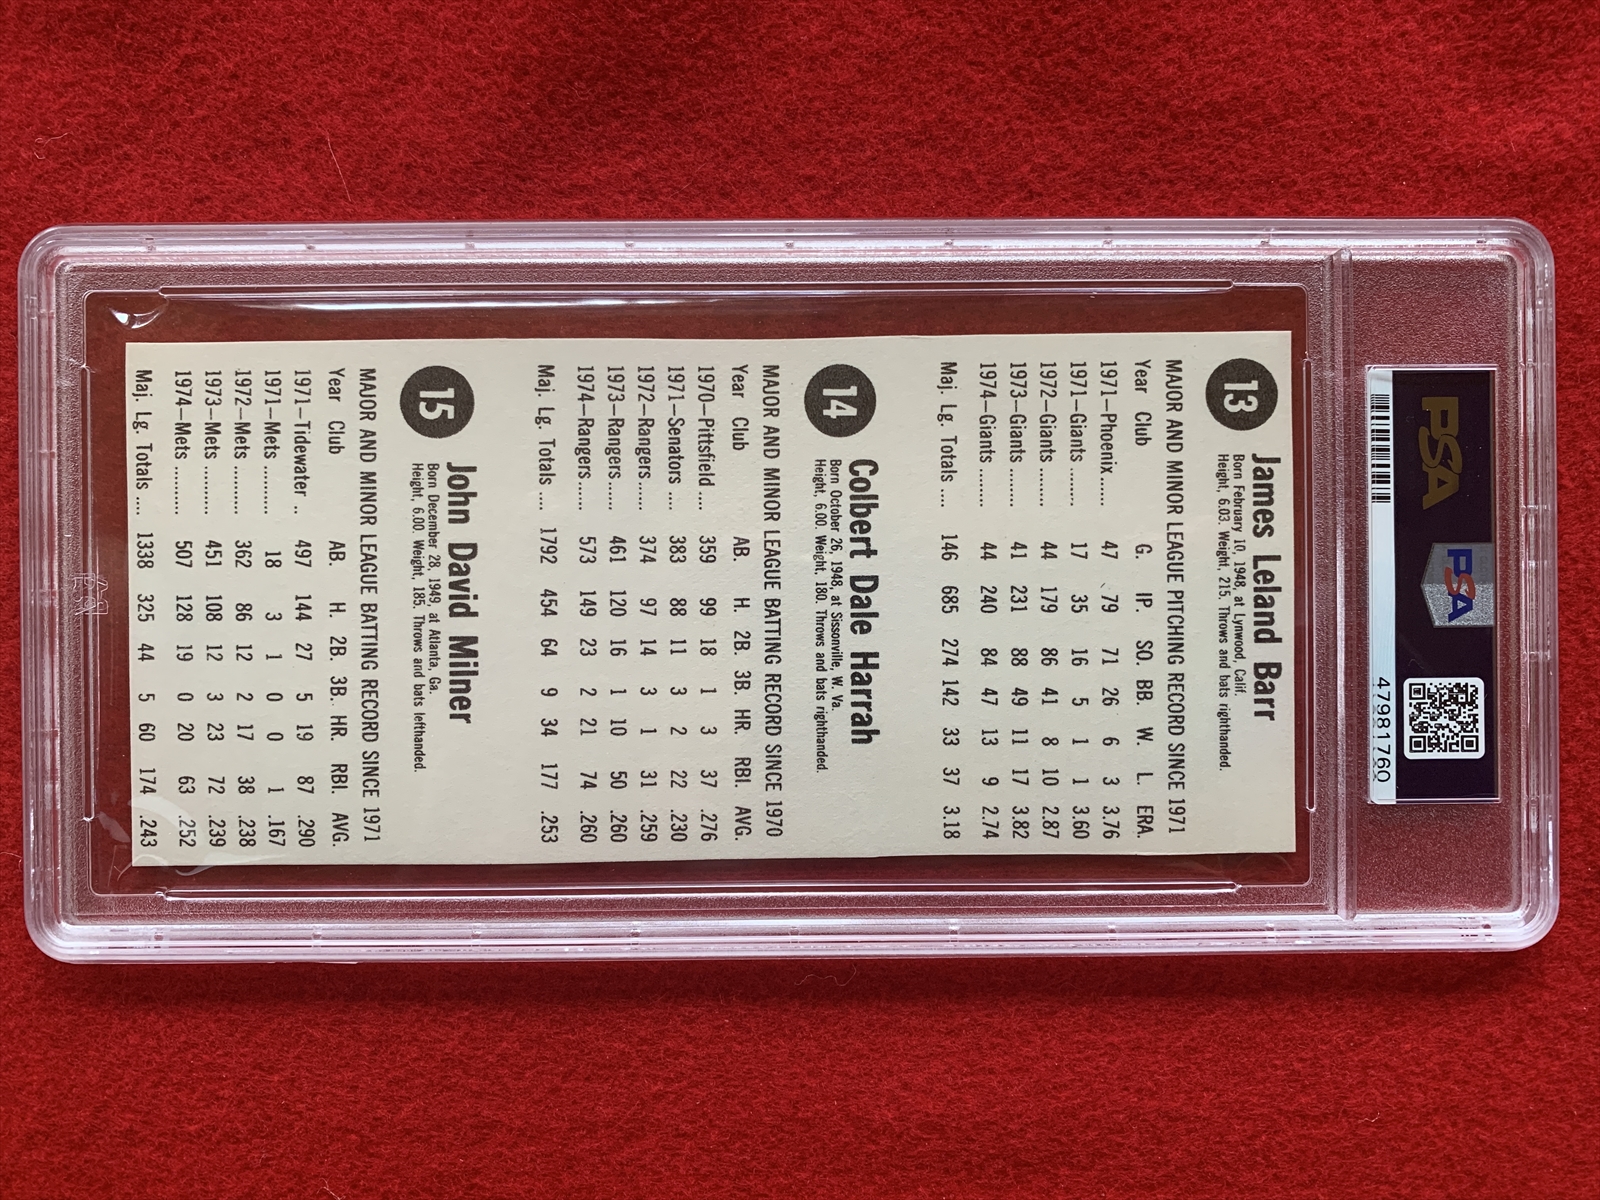 PSA
PSA
47981760
13
James Leland Barr
Born February 10, 1948, at Lynwood, Calif.
Height, 6.03. Weight, 215. Throws and bats righthanded.
MAJOR AND MINOR LEAGUE PITCHING RECORD SINCE 1971
Year Club G. IP. SO. BB. W. L. ERA.
1971—Phoenix...... 47 79 71 26 6 3 3.76
1971—Giants ....... 17 35 16 5 1 1 3.60
1972—Giants ....... 44 179 86 41 8 10 2.87
1973—Giants ....... 41 231 88 49 11 17 3.82
1974—Giants ....... 44 240 84 47 13 9 2.74
Maj. Lg. Totals .... 146 685 274 142 33 37 3.18
14
Colbert Dale Harrah
Born October 26, 1948, at Sissonville, W. Va.
Height, 6.00. Weight, 180. Throws and bats righthanded.
MAJOR AND MINOR LEAGUE BATTING RECORD SINCE 1970
Year Club AB. H. 2B. 3B. HR. RBI. AVG.
1970—Pittsfield .... 359 99 18 1 3 37 .276
1971—Senators .... 383 88 11 3 2 22 .230
1972—Rangers..... 374 97 14 3 1 31 .259
1973—Rangers..... 461 120 16 1 10 50 .260
1974—Rangers..... 573 149 23 2 21 74 .260
Maj. Lg. Totals .... 1792 454 64 9 34 177 .253
15
John David Milner
Born December 28, 1949, at Atlanta, Ga.
Height, 6.00. Weight, 185. Throws and bats lefthanded.
MAJOR AND MINOR LEAGUE BATTING RECORD SINCE 1971
Year Club AB. H. 2B. 3B. HR. RBI. AVG.
1971—Tidewater .. 497 144 27 5 19 87 .290
1971—Mets .......... 18 3 1 0 0 1 .167
1972—Mets .......... 362 86 12 2 17 38 .238
1973—Mets .......... 451 108 12 3 23 72 .239
1974—Mets .......... 507 128 19 0 20 63 .252
Maj. Lg. Totals .... 1338 325 44 5 60 174 .243